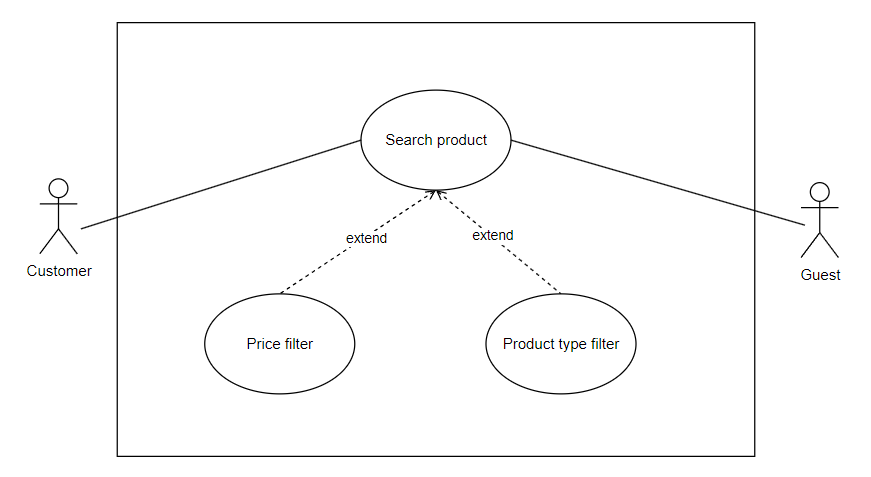 Search product
extend
extend
Customer
Guest
Price filter
Product type filter